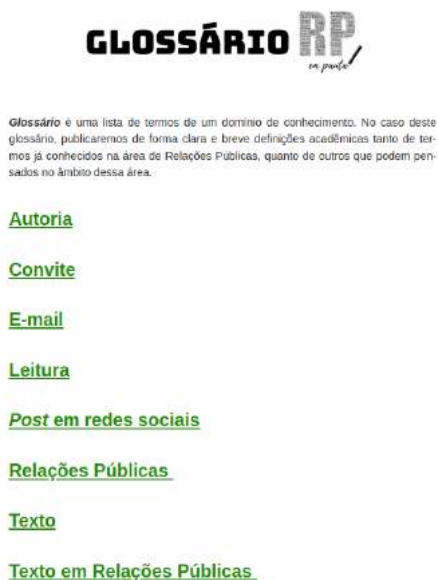 GLOSSÁRIO RP
em pauta
Glossário é uma lista de termos de um domínio de conhecimento. No caso deste
glossário, publicaremos de forma clara e breve definições acadêmicas tanto de ter-
mos já conhecidos na área de Relações Públicas, quanto de outros que podem pen-
sados no âmbito dessa área.
Autoria
Convite
E-mail
Leitura
Post em redes sociais
Relações Públicas
Texto
Texto em Relações Públicas